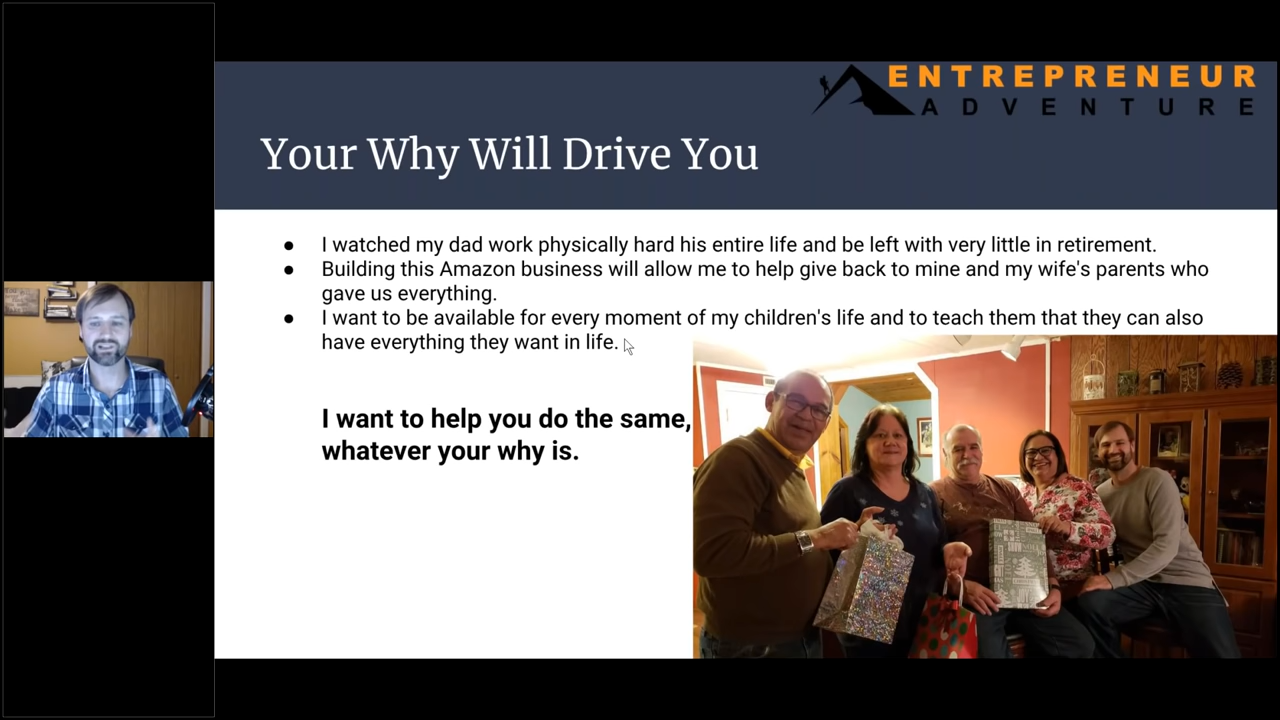 ENTREPRENEUR
ADVENTURE
Your Why Will Drive You
● I watched my dad work physically hard his entire life and be left with very little in retirement.
● Building this Amazon business will allow me to help give back to mine and my wife's parents who
gave us everything.
● I want to be available for every moment of my children's life and to teach them that they can also
have everything they want in life.
I want to help you do the same,
whatever your why is.